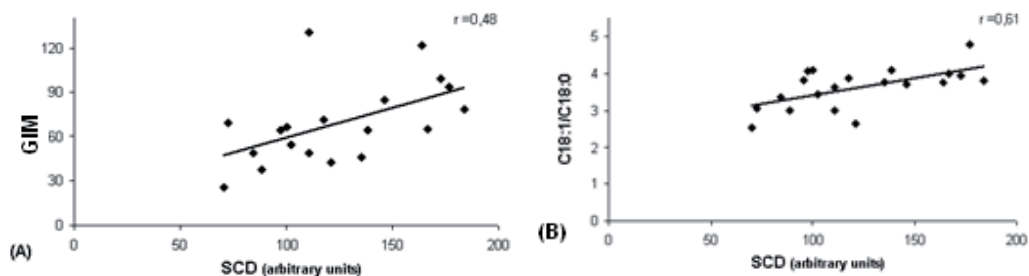 r =0,48
120
90
60
30
0
GIM
0 50 100 150 200
SCD (arbitrary units)
(A)
r =0,61
5
4
3
2
1
0
C18:1/C18:0
0 50 100 150 200
SCD (arbitrary units)
(B)